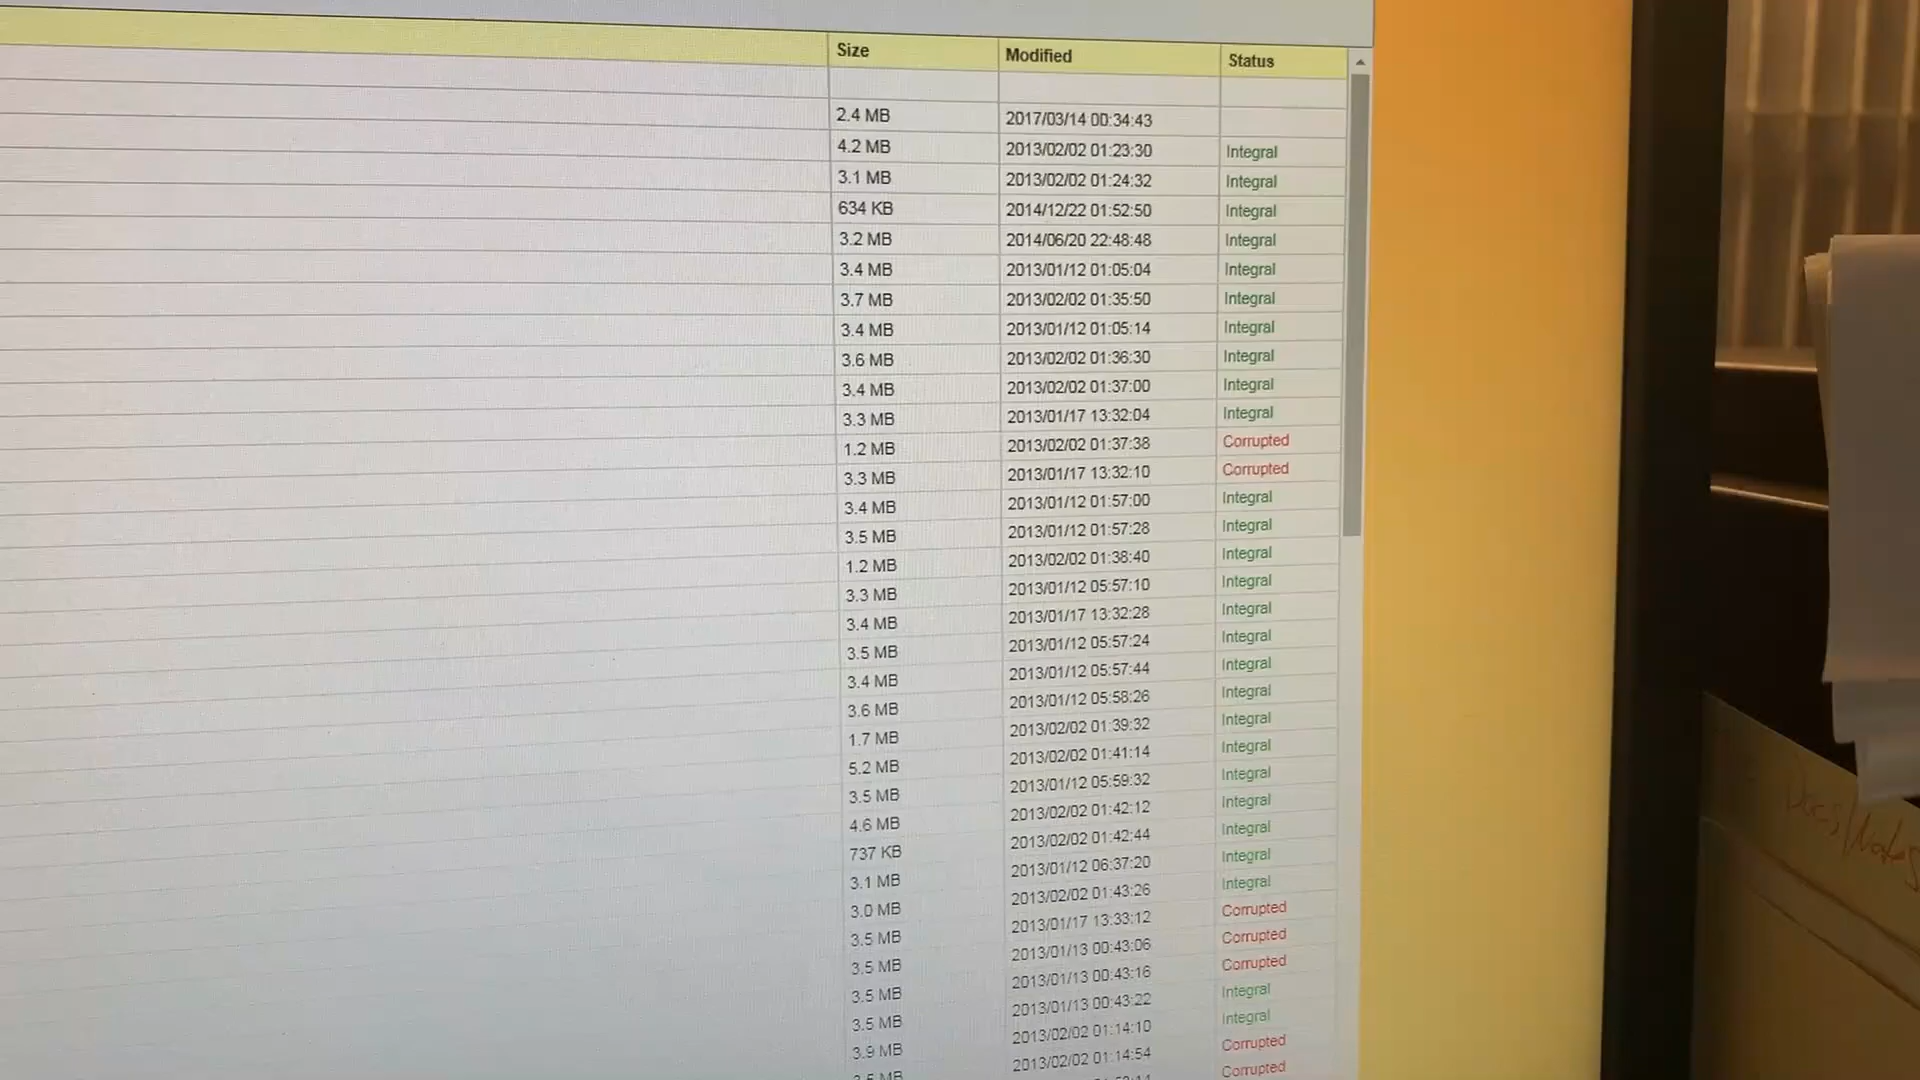 Size Modified Status
2.4 MB 2017/03/14 00:34:43
4.2 MB 2013/02/02 01:23:30 Integral
3.1 MB 2013/02/02 01:24:32 Integral
634 KB 2014/12/22 01:52:50 Integral
3.2 MB 2014/06/20 22:48:48 Integral
3.4 MB 2013/01/12 01:05:04 Integral
3.7 MB 2013/02/02 01:35:50 Integral
3.4 MB 2013/01/12 01:05:14 Integral
3.6 MB 2013/02/02 01:36:30 Integral
3.4 MB 2013/02/02 01:37:00 Integral
3.3 MB 2013/01/17 13:32:04 Integral
1.2 MB 2013/02/02 01:37:38 Corrupted
3.3 MB 2013/01/17 13:32:10 Corrupted
3.4 MB 2013/01/12 01:57:00 Integral
3.5 MB 2013/01/12 01:57:28 Integral
1.2 MB 2013/02/02 01:38:40 Integral
3.3 MB 2013/01/12 05:57:10 Integral
3.4 MB 2013/01/17 13:32:28 Integral
3.5 MB 2013/01/12 05:57:24 Integral
3.4 MB 2013/01/12 05:57:44 Integral
3.6 MB 2013/01/12 05:58:26 Integral
1.7 MB 2013/02/02 01:39:32 Integral
5.2 MB 2013/02/02 01:41:14 Integral
3.5 MB 2013/01/12 05:59:32 Integral
4.6 MB 2013/02/02 01:42:12 Integral
737 KB 2013/02/02 01:42:44 Integral
3.1 MB 2013/01/12 06:37:20 Integral
3.0 MB 2013/02/02 01:43:26 Integral
3.5 MB 2013/01/17 13:33:12 Corrupted
3.5 MB 2013/01/13 00:43:06 Corrupted
3.5 MB 2013/01/13 00:43:16 Corrupted
3.5 MB 2013/01/13 00:43:22 Integral
3.9 MB 2013/02/02 01:14:10 Integral
MB 2013/02/02 01:14:54 Corrupted
Corrupted
Docs/Notes